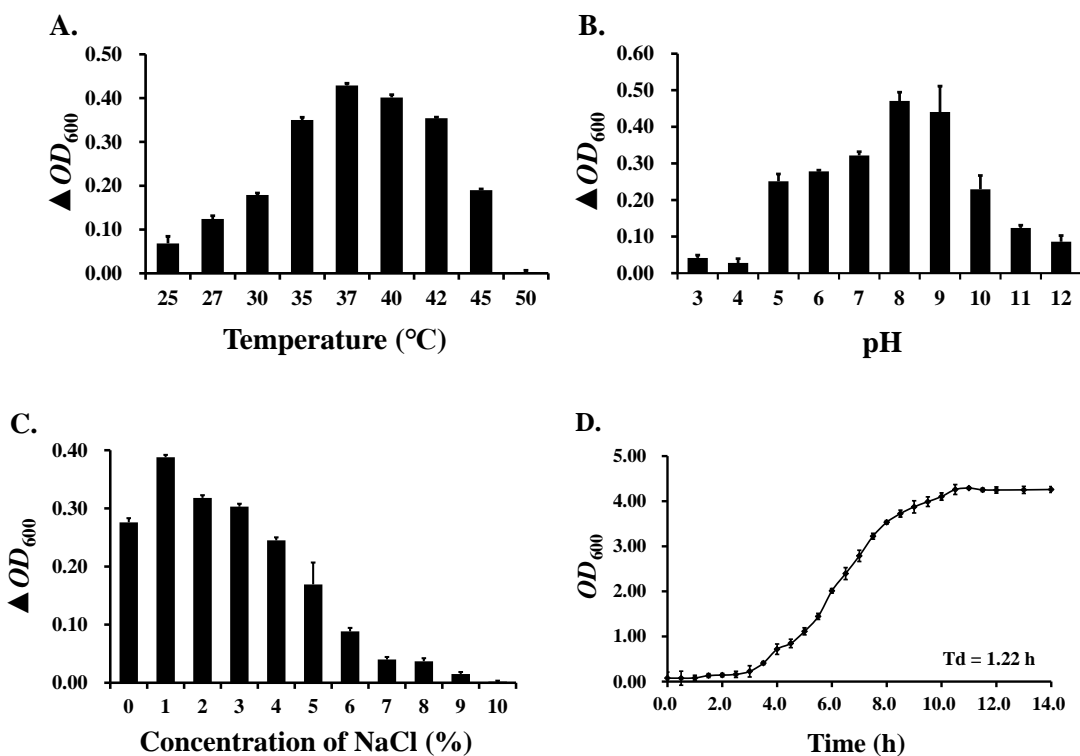 A.
0.50
0.40
0.30
0.20
0.10
0.00
▲OD600
25 27 30 35 37 40 42 45 50
Temperature (°C)
B.
0.60
0.50
0.40
0.30
0.20
0.10
0.00
▲OD600
3 4 5 6 7 8 9 10 11 12
pH
C.
0.40
0.30
0.20
0.10
0.00
▲OD600
0 1 2 3 4 5 6 7 8 9 10
Concentration of NaCl (%)
D.
5.00
4.00
3.00
2.00
1.00
0.00
OD600
Td = 1.22 h
0.0 2.0 4.0 6.0 8.0 10.0 12.0 14.0
Time (h)